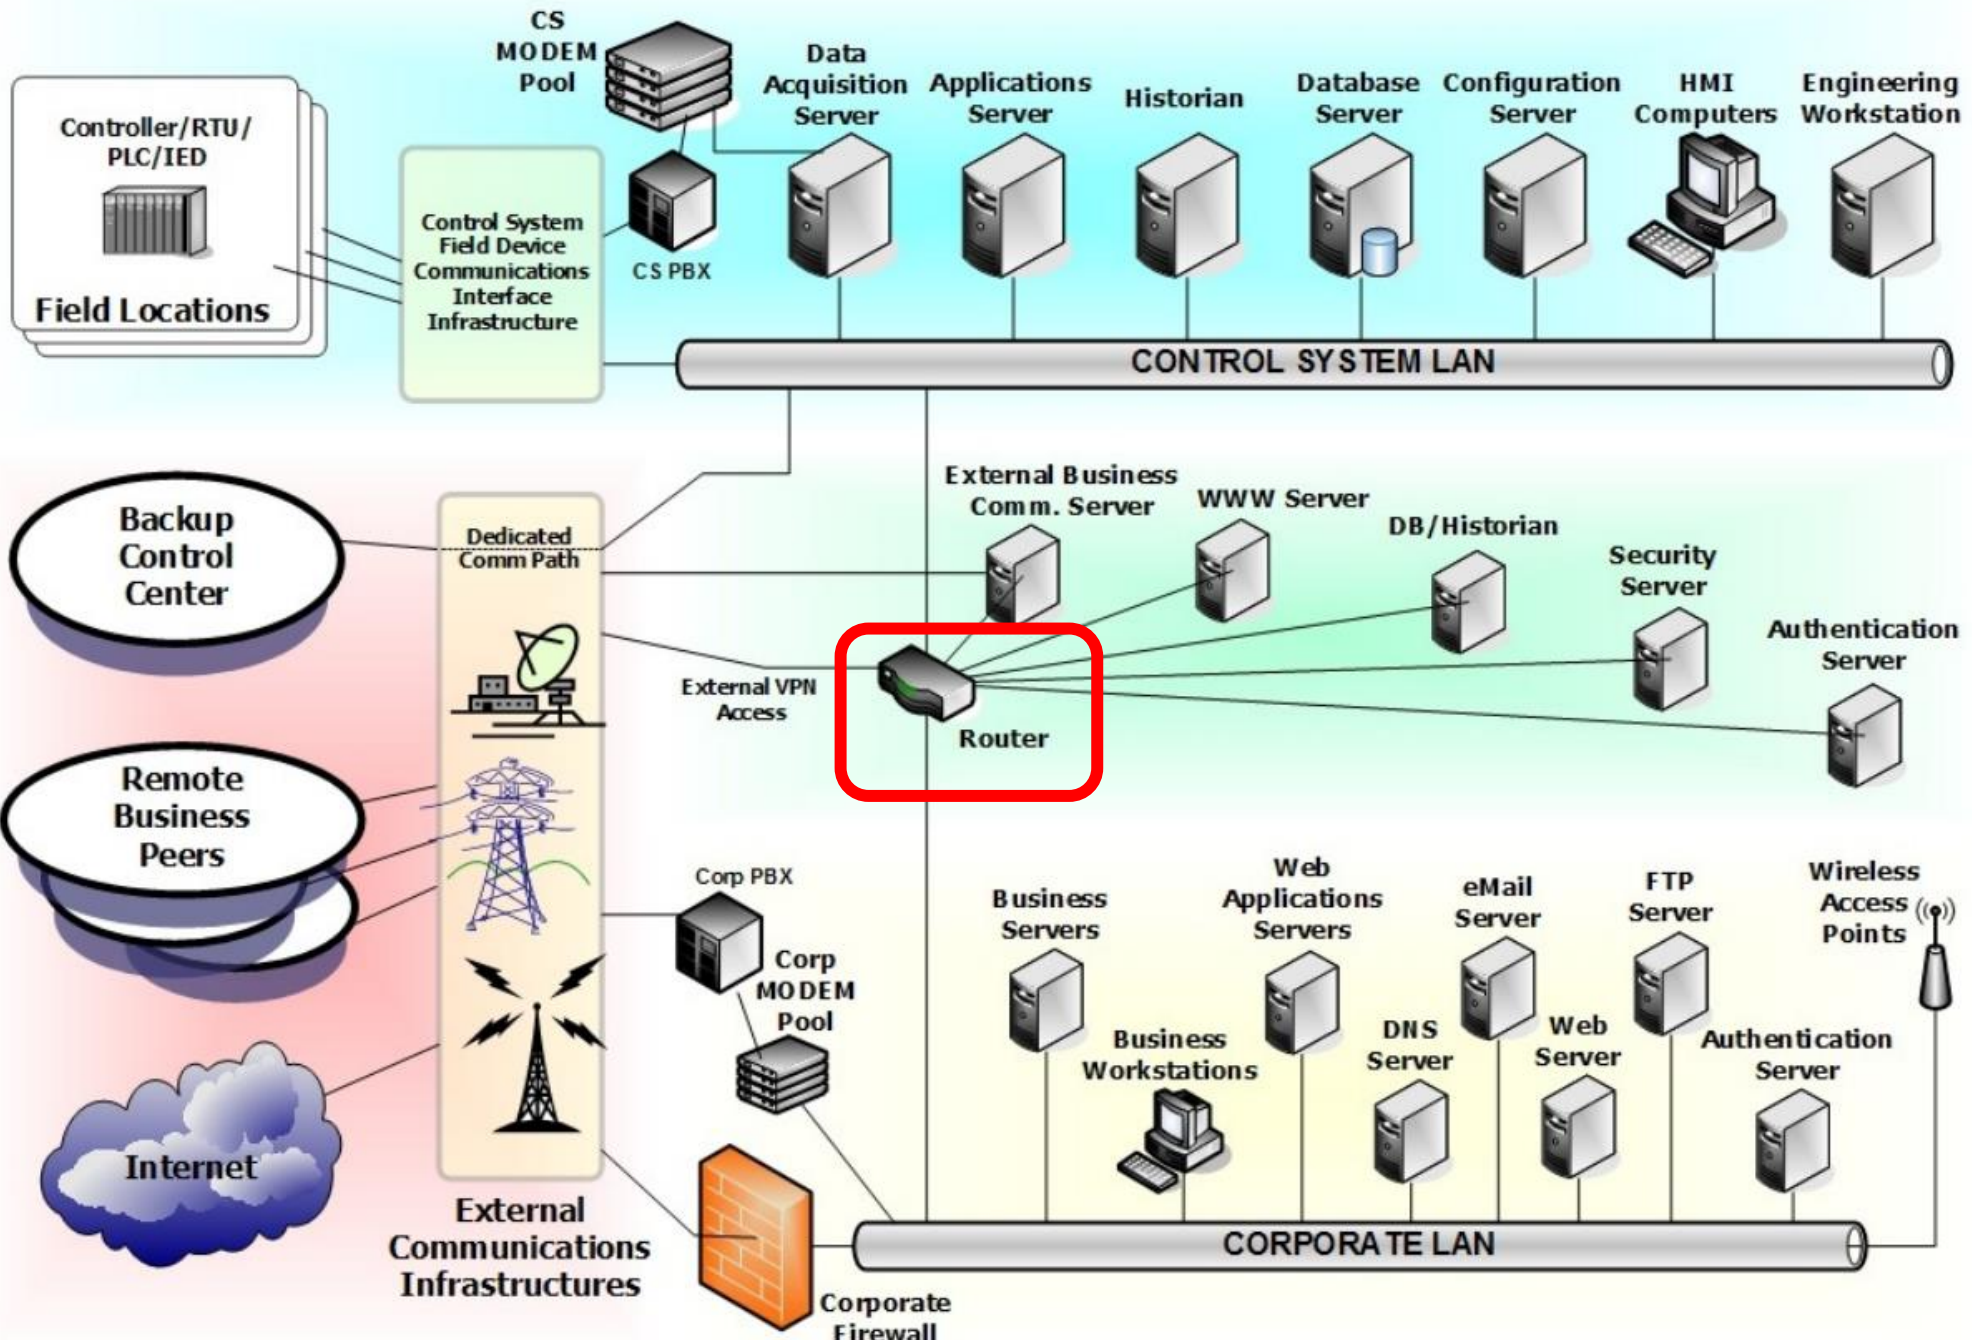 CS
MODEM
Pool
Data
Acquisition
Server
Applications
Server
Historian
Database
Server
Configuration
Server
HMI
Computers
Engineering
Workstation
Controller/RTU/
PLC/IED
Field Locations
Control System
Field Device
Communications
Interface
Infrastructure
CS PBX
CONTROL SYSTEM LAN
Backup
Control
Center
Dedicated
Comm Path
External Business
Comm. Server
WWW Server
DB/Historian
Security
Server
Authentication
Server
External VPN
Access
Router
Remote
Business
Peers
Corp PBX
Corp
MODEM
Pool
Business
Servers
Business
Workstations
Web
Applications
Servers
DNS
Server
eMail
Server
Web
Server
FTP
Server
Authentication
Server
Wireless
Access
Points
Internet
External
Communications
Infrastructures
CORPORATE LAN
Corporate
Firewall